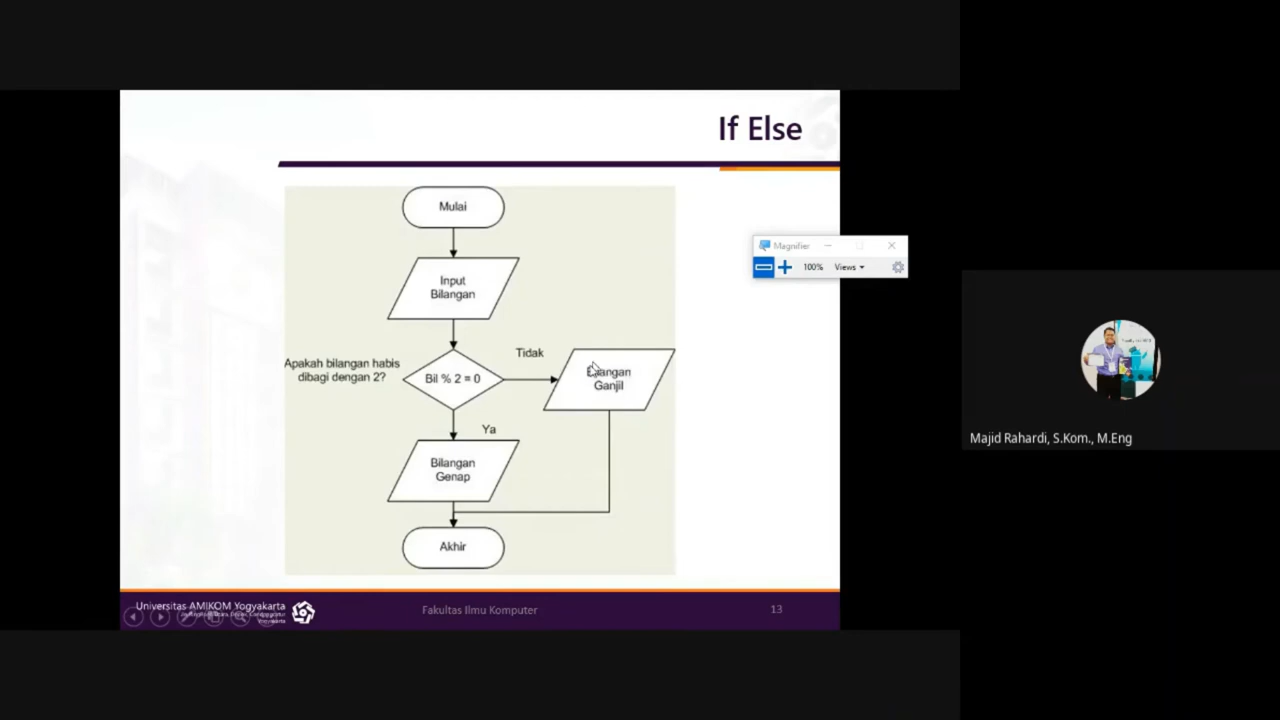 If Else
Mulai
Magnifier
100%
Views
Input
Bilangan
Apakah bilangan habis
dibagi dengan 2?
Bil % 2 = 0
Tidak
Bilangan
Ganjil
Ya
Bilangan
Genap
Akhir
Majid Rahardi, S.Kom., M.Eng
Universitas AMIKOM Yogyakarta
Yogyakarta
Fakultas Ilmu Komputer
13